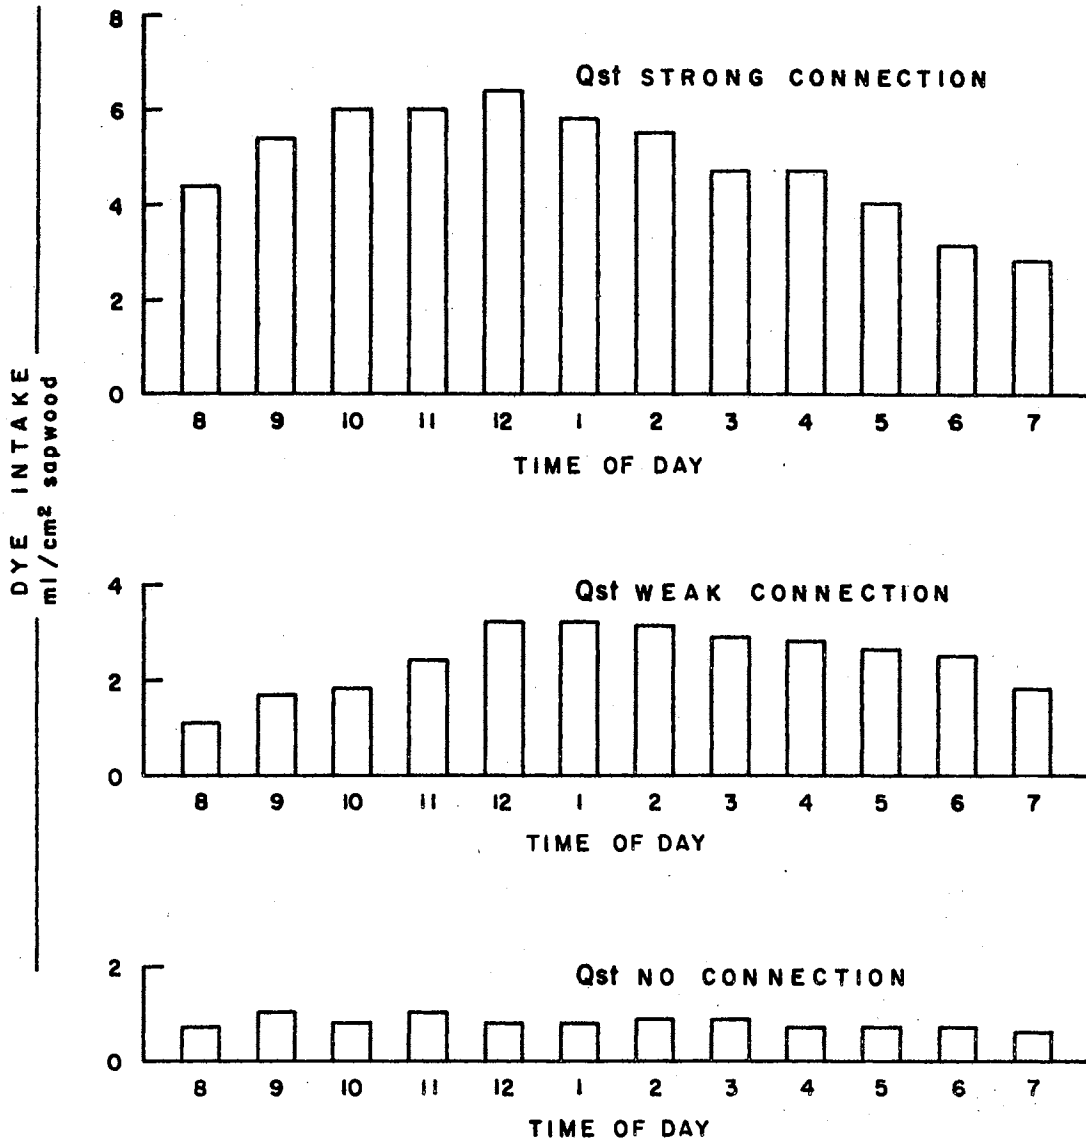 DYE INTAKE
ml/cm² sapwood
Qst STRONG CONNECTION
8
6
4
2
0
8 9 10 11 12 1 2 3 4 5 6 7
TIME OF DAY
Qst WEAK CONNECTION
4
2
0
8 9 10 11 12 1 2 3 4 5 6 7
TIME OF DAY
Qst NO CONNECTION
2
1
0
8 9 10 11 12 1 2 3 4 5 6 7
TIME OF DAY